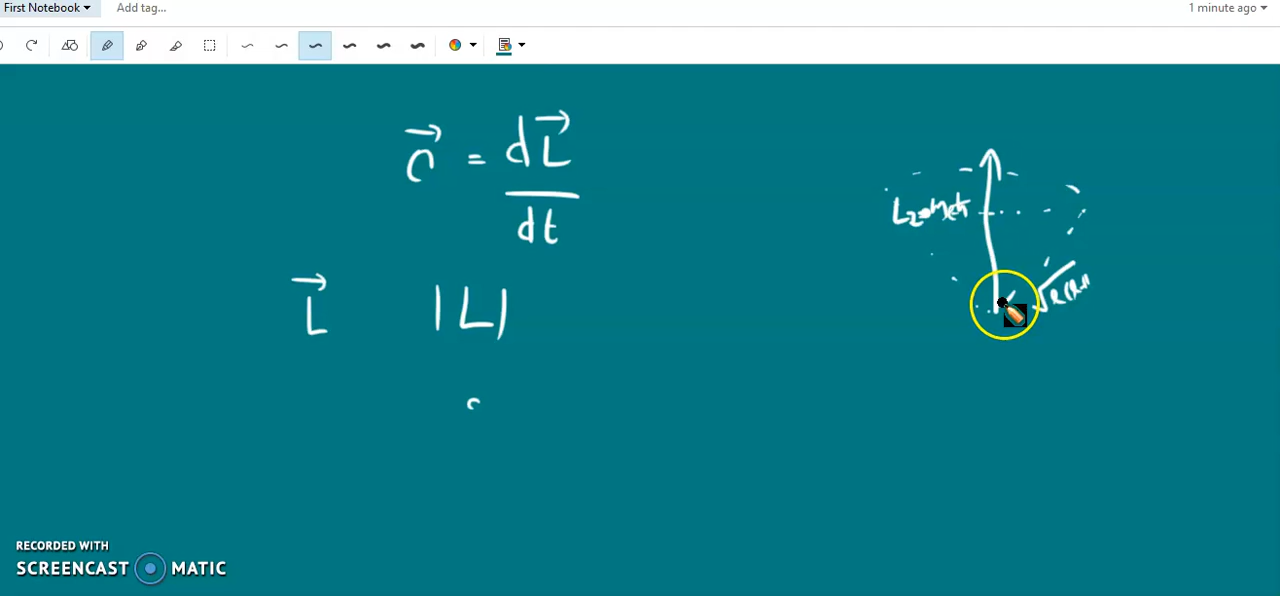 First Notebook
Add tag...
1 minute ago
= dL
dt
L |L|
RECORDED WITH
SCREENCAST MATIC